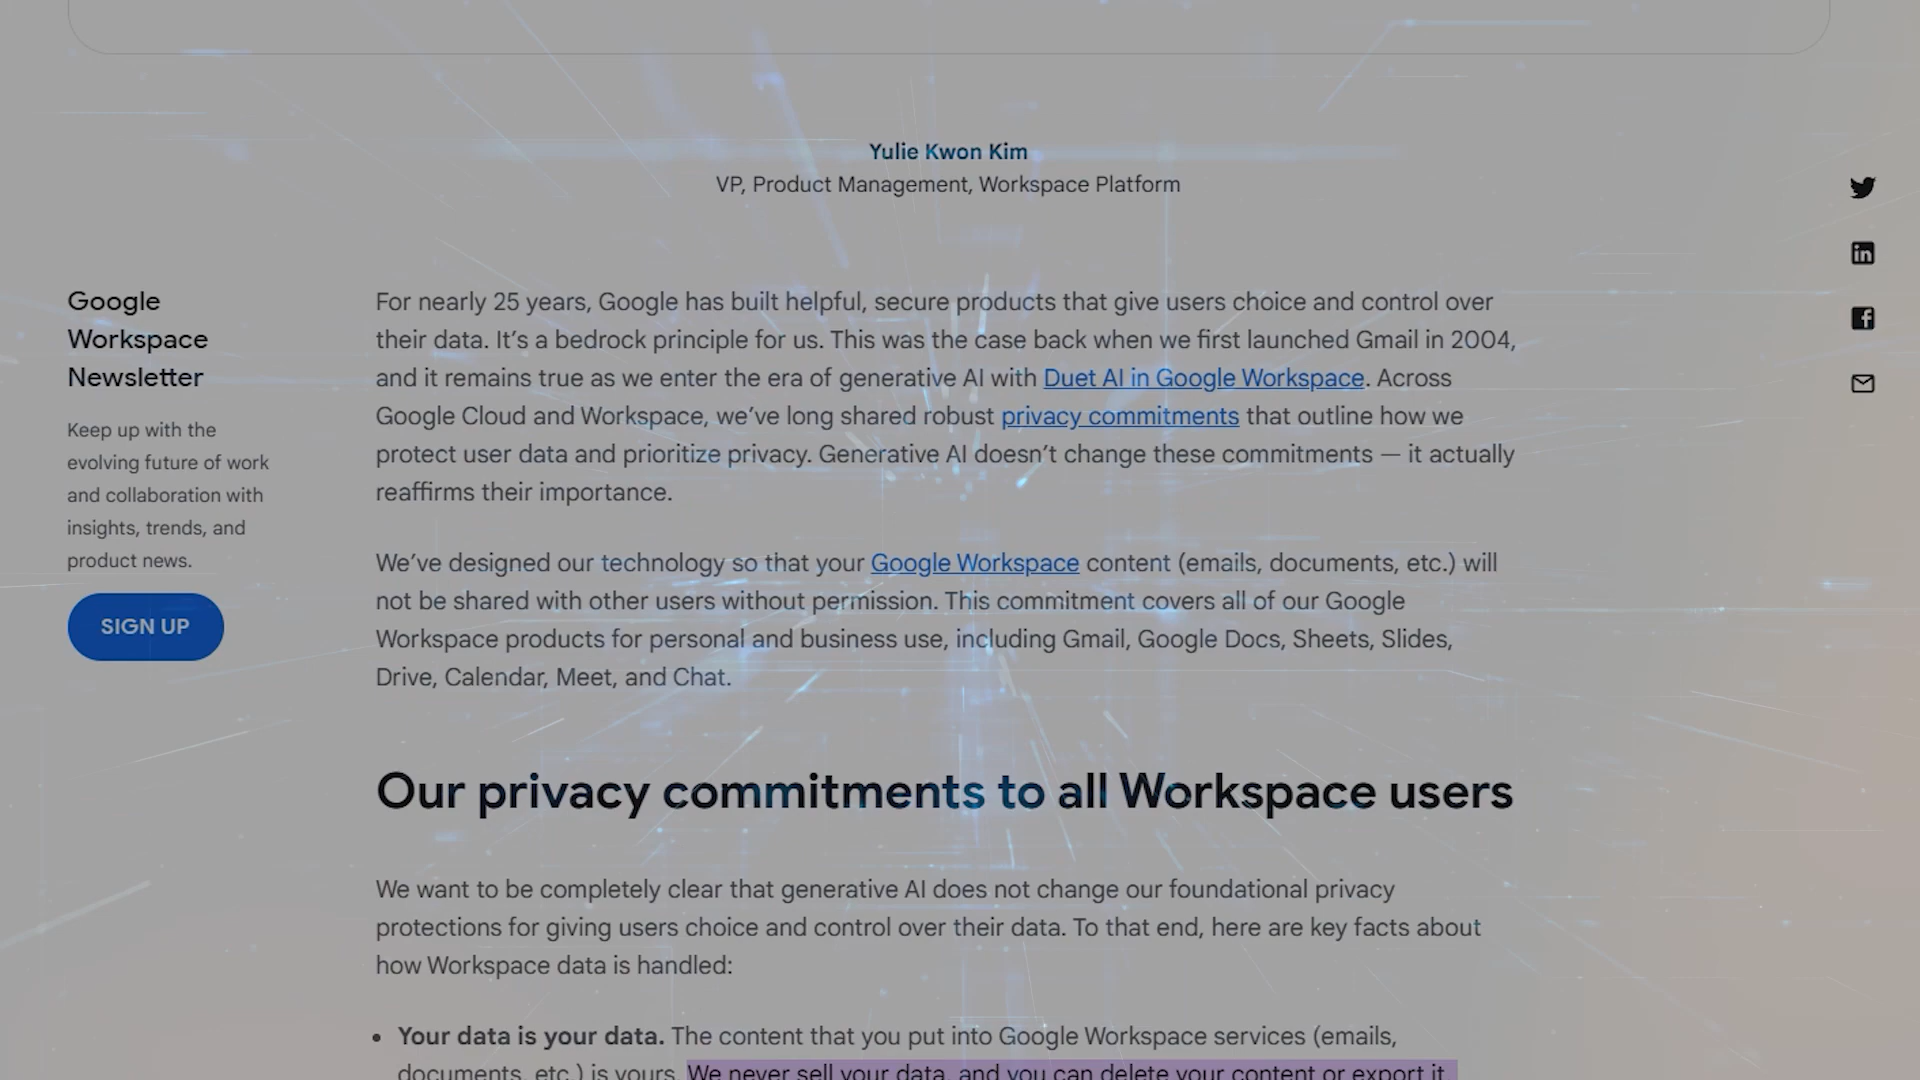 Yulie Kwon Kim
VP, Product Management, Workspace Platform
Google
Workspace
Newsletter
Keep up with the
evolving future of work
and collaboration with
insights, trends, and
product news.
SIGN UP
For nearly 25 years, Google has built helpful, secure products that give users choice and control over
their data. It’s a bedrock principle for us. This was the case back when we first launched Gmail in 2004,
and it remains true as we enter the era of generative AI with Duet AI in Google Workspace. Across
Google Cloud and Workspace, we’ve long shared robust privacy commitments that outline how we
protect user data and prioritize privacy. Generative AI doesn’t change these commitments — it actually
reaffirms their importance.
We’ve designed our technology so that your Google Workspace content (emails, documents, etc.) will
not be shared with other users without permission. This commitment covers all of our Google
Workspace products for personal and business use, including Gmail, Google Docs, Sheets, Slides,
Drive, Calendar, Meet, and Chat.
Our privacy commitments to all Workspace users
We want to be completely clear that generative AI does not change our foundational privacy
protections for giving users choice and control over their data. To that end, here are key facts about
how Workspace data is handled:
• Your data is your data. The content that you put into Google Workspace services (emails,
documents, etc.) is yours. We never sell your data, and you can delete your content or export it.